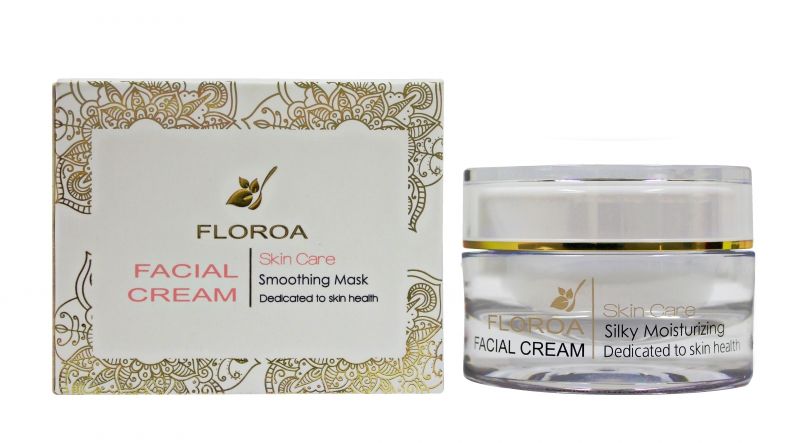 FLOROA
FACIAL
CREAM
Skin Care
Smoothing Mask
Dedicated to skin health
FLOROA
FACIAL CREAM
Skin Care
Silky Moisturizing
Dedicated to skin health